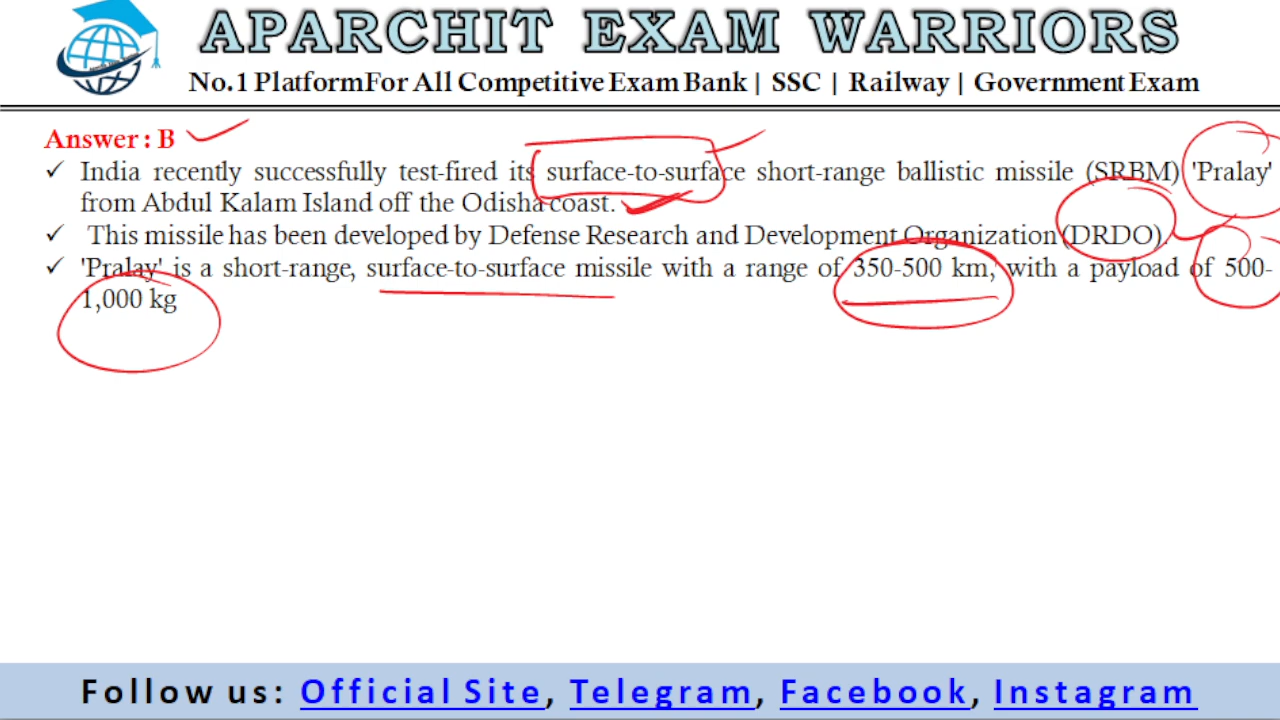 APARCHIT EXAM WARRIORS
No.1 PlatformFor All Competitive Exam Bank | SSC | Railway | Government Exam
Answer : B
✓ India recently successfully test-fired its surface-to-surface short-range ballistic missile (SRBM) 'Pralay'
from Abdul Kalam Island off the Odisha coast.
✓ This missile has been developed by Defense Research and Development Organization (DRDO).
✓ 'Pralay' is a short-range, surface-to-surface missile with a range of 350-500 km, with a payload of 500-
1,000 kg
Follow us: Official Site, Telegram, Facebook, Instagram